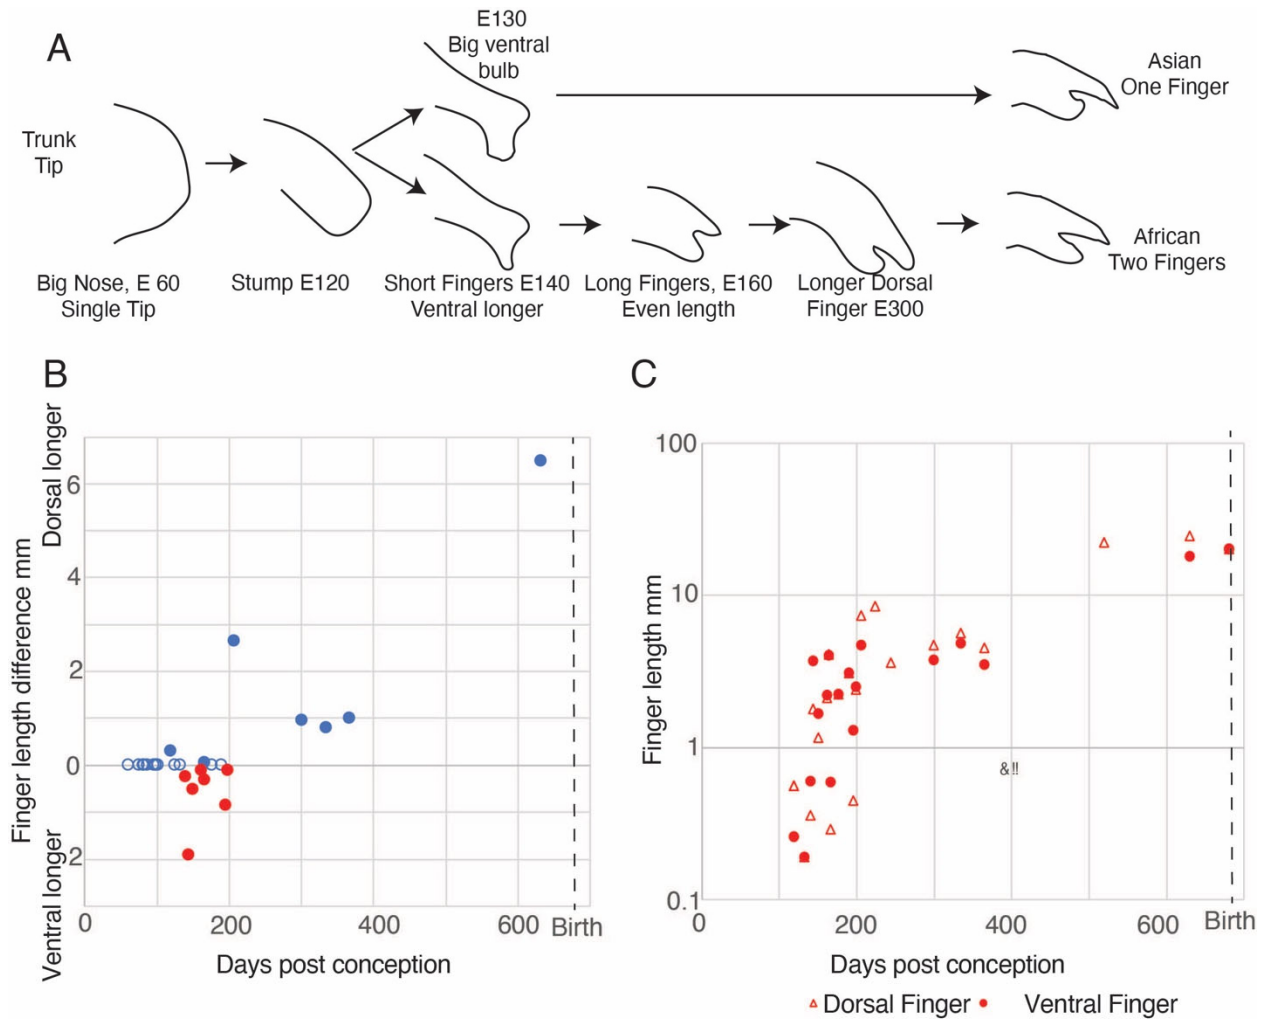 A
E130
Big ventral
bulb
Asian
One Finger
Trunk
Tip
African
Two Fingers
Big Nose, E 60
Single Tip
Stump E120
Short Fingers E140
Ventral longer
Long Fingers, E160
Even length
Longer Dorsal
Finger E300
B
Dorsal longer
Finger length difference mm
Ventral longer
6
4
2
0
2
0
200
400
600
Birth
Days post conception
C
Finger length mm
100
10
1
0.1
&!!
0
200
400
600
Birth
Days post conception
Dorsal Finger
Ventral Finger